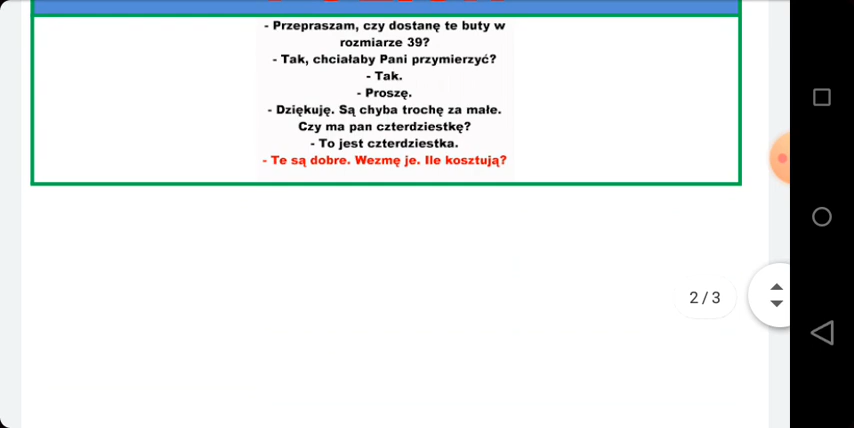 - Przepraszam, czy dostanę te buty w
rozmiarze 39?
- Tak, chciałaby Pani przymierzyć?
- Tak.
- Proszę.
- Dziękuję. Są chyba trochę za małe.
Czy ma pan czterdziestkę?
- To jest czterdziestka.
- Te są dobre. Wezmę je. Ile kosztują?
2 / 3